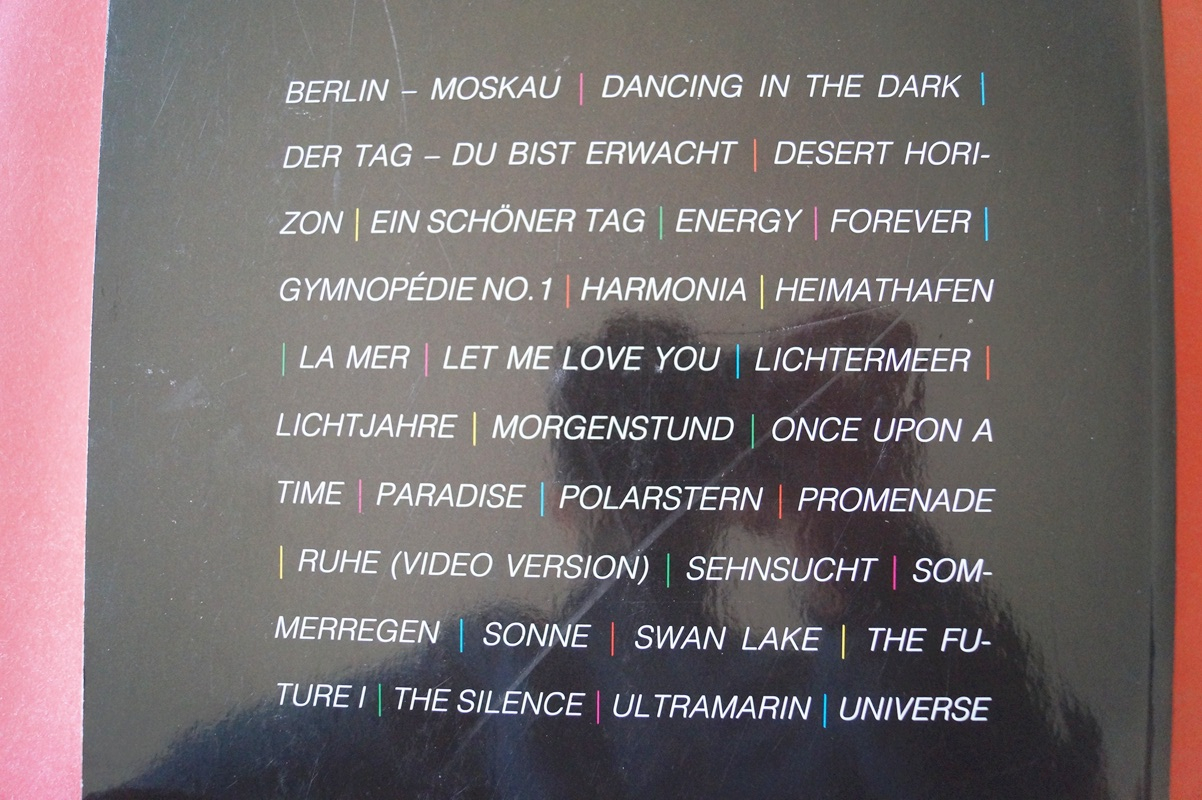 BERLIN – MOSKAU | DANCING IN THE DARK |
DER TAG – DU BIST ERWACHT | DESERT HORI-
ZON | EIN SCHÖNER TAG | ENERGY | FOREVER |
GYMNOPÉDIE NO.1 | HARMONIA | HEIMATHAFEN
| LA MER | LET ME LOVE YOU | LICHTERMEER |
LICHTJAHRE | MORGENSTUND | ONCE UPON A
TIME | PARADISE | POLARSTERN | PROMENADE
| RUHE (VIDEO VERSION) | SEHNSUCHT | SOM-
MERREGEN | SONNE | SWAN LAKE | THE FU-
TURE I | THE SILENCE | ULTRAMARIN | UNIVERSE